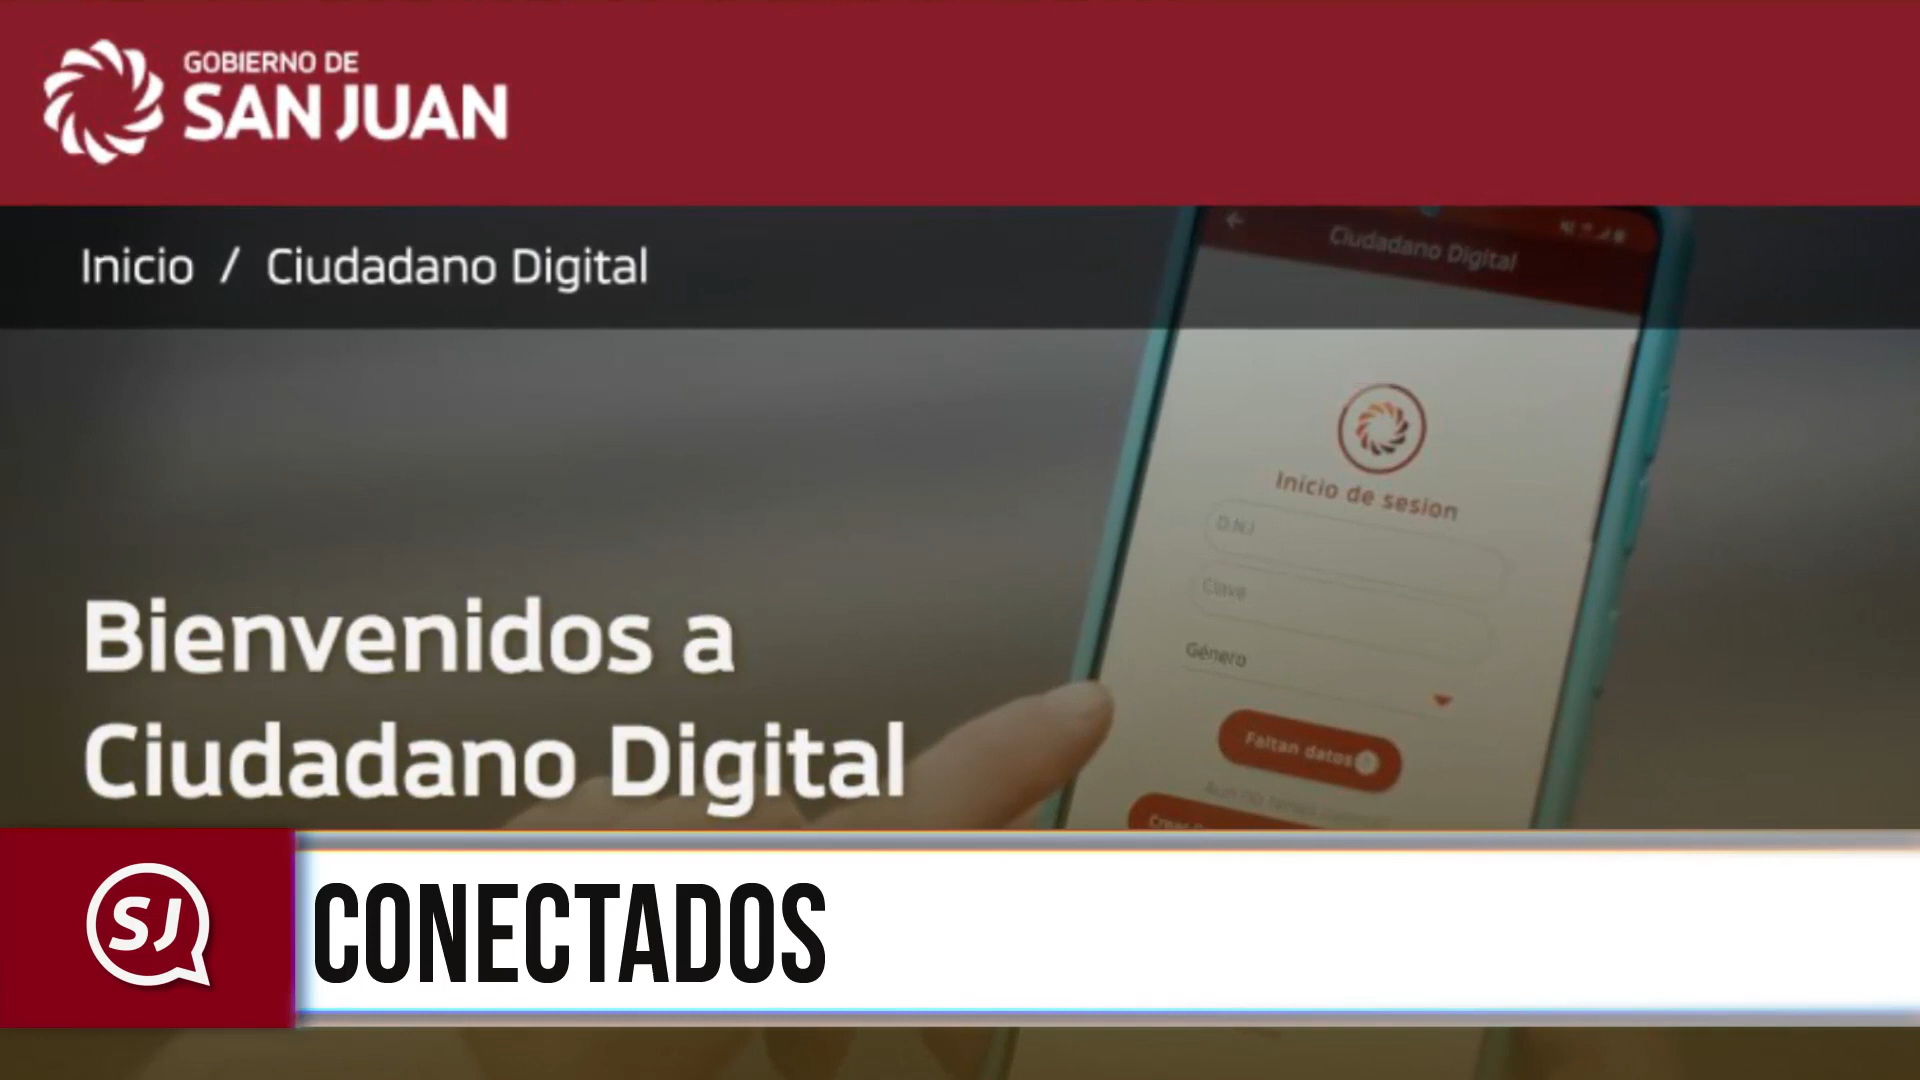 GOBIERNO DE
SAN JUAN
Inicio / Ciudadano Digital
Ciudadano Digital
Inicio de sesion
D.N.I
Clave
Género
Faltan datos
Bienvenidos a
Ciudadano Digital
Crear
SJ
CONECTADOS